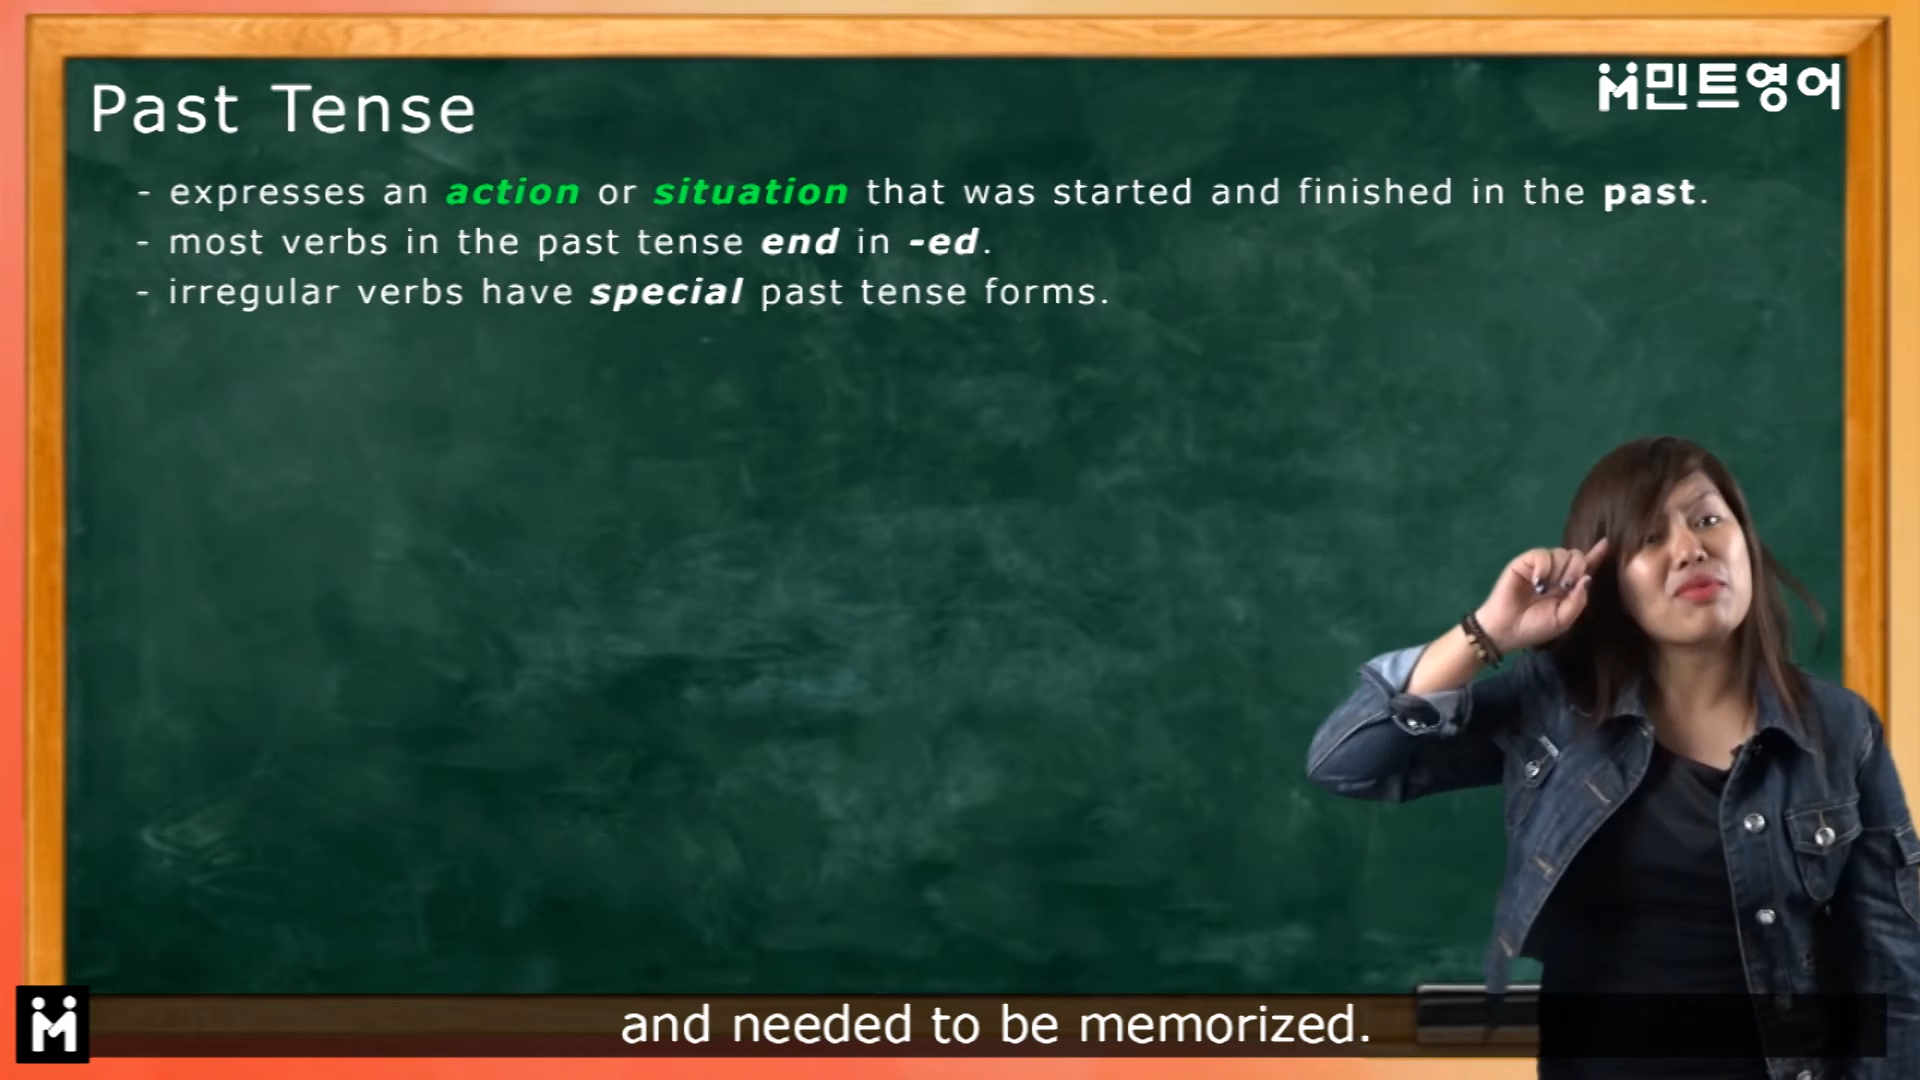 Past Tense
민트영어
- expresses an action or situation that was started and finished in the past.
- most verbs in the past tense end in -ed.
- irregular verbs have special past tense forms.
and needed to be memorized.